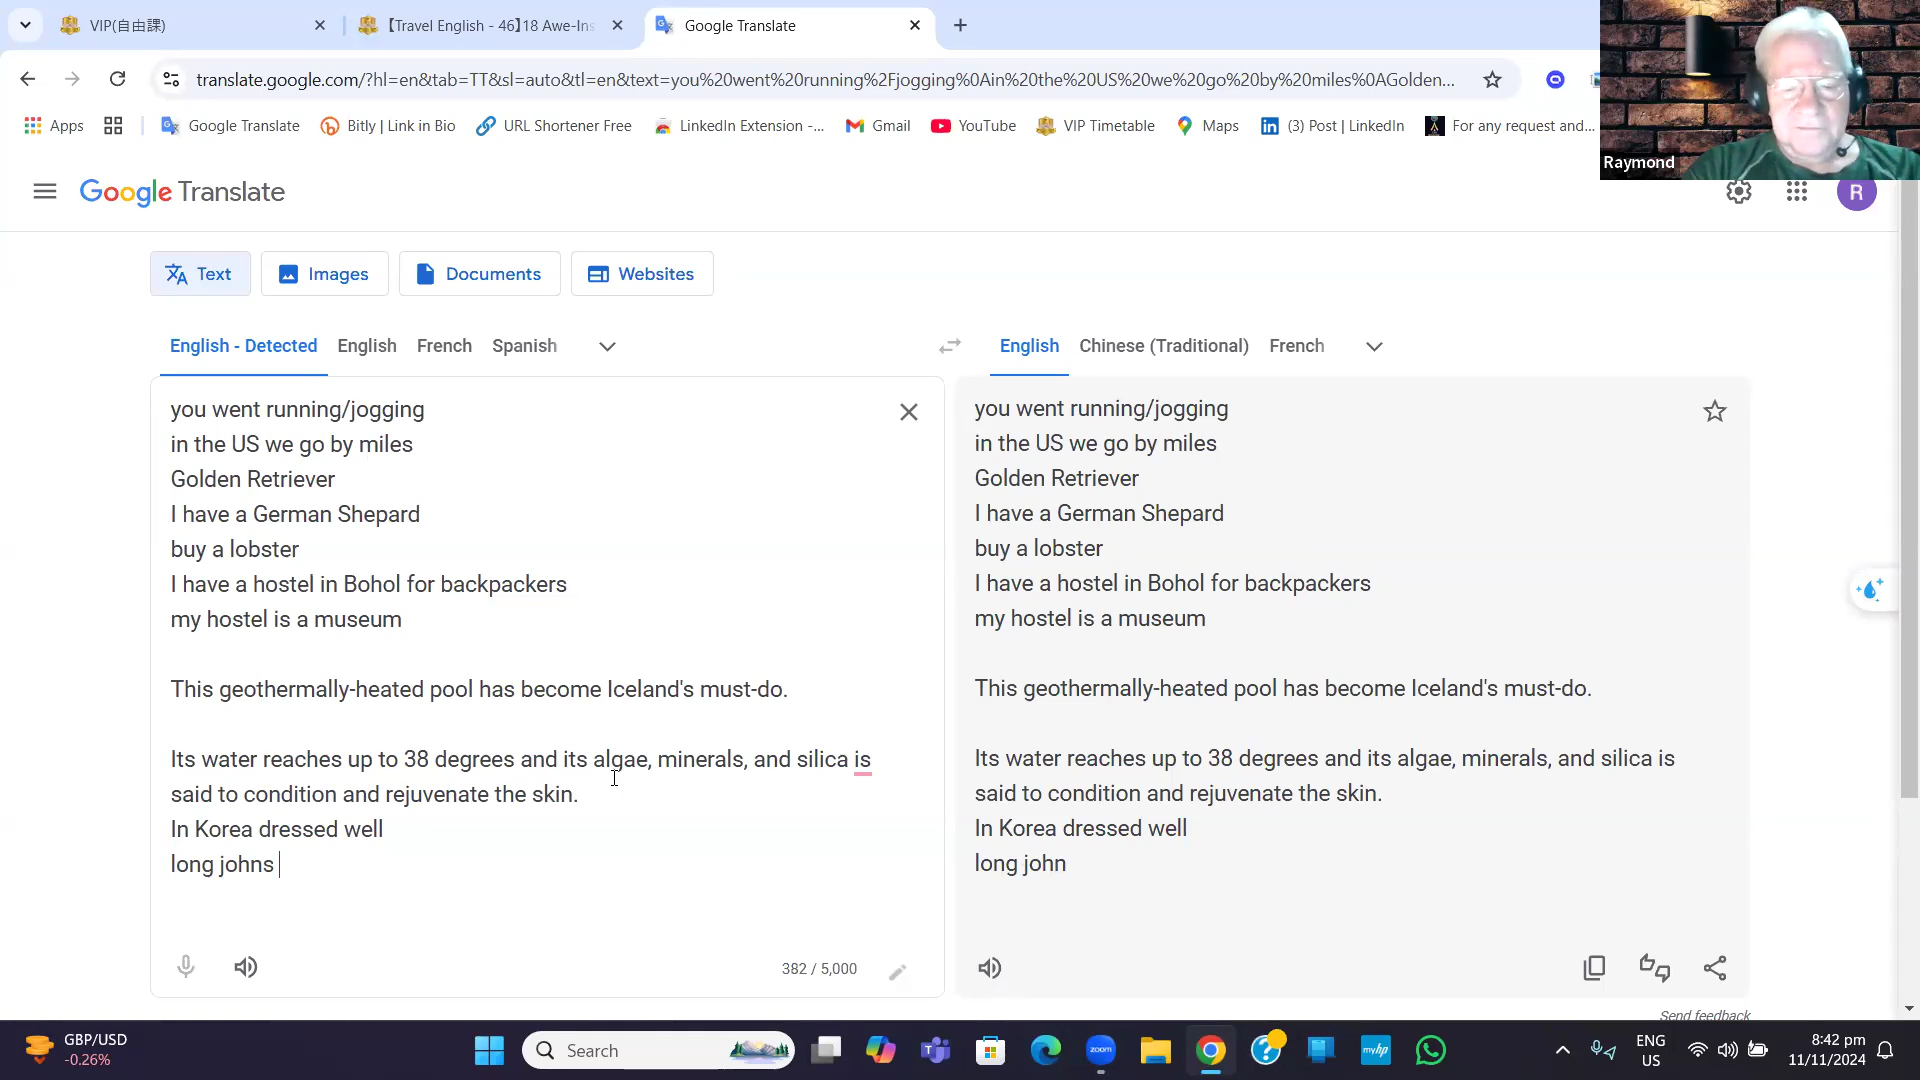 VIP(自由課)
【Travel English - 46】18 Awe-Ins
Google Translate
translate.google.com/?hl=en&tab=TT&sl=auto&tl=en&text=you%20went%20running%2Fjogging%0Ain%20the%20US%20we%20go%20by%20miles%0AGolden...
Apps
Google Translate
Bitly | Link in Bio
URL Shortener Free
LinkedIn Extension -...
Gmail
YouTube
VIP Timetable
Maps
(3) Post | LinkedIn
For any request and...
Raymond
Google Translate
R
Text
Images
Documents
Websites
English - Detected
English
French
Spanish
English
Chinese (Traditional)
French
you went running/jogging
in the US we go by miles
Golden Retriever
I have a German Shepard
buy a lobster
I have a hostel in Bohol for backpackers
my hostel is a museum
This geothermally-heated pool has become Iceland's must-do.
Its water reaches up to 38 degrees and its algae, minerals, and silica is
said to condition and rejuvenate the skin.
In Korea dressed well
long johns
382 / 5,000
you went running/jogging
in the US we go by miles
Golden Retriever
I have a German Shepard
buy a lobster
I have a hostel in Bohol for backpackers
my hostel is a museum
This geothermally-heated pool has become Iceland's must-do.
Its water reaches up to 38 degrees and its algae, minerals, and silica is
said to condition and rejuvenate the skin.
In Korea dressed well
long john
Send feedback
GBP/USD
-0.26%
Search
zoom
myhp
ENG
US
8:42 pm
11/11/2024